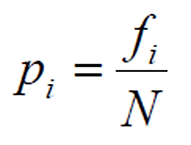 p_i = f_i / N